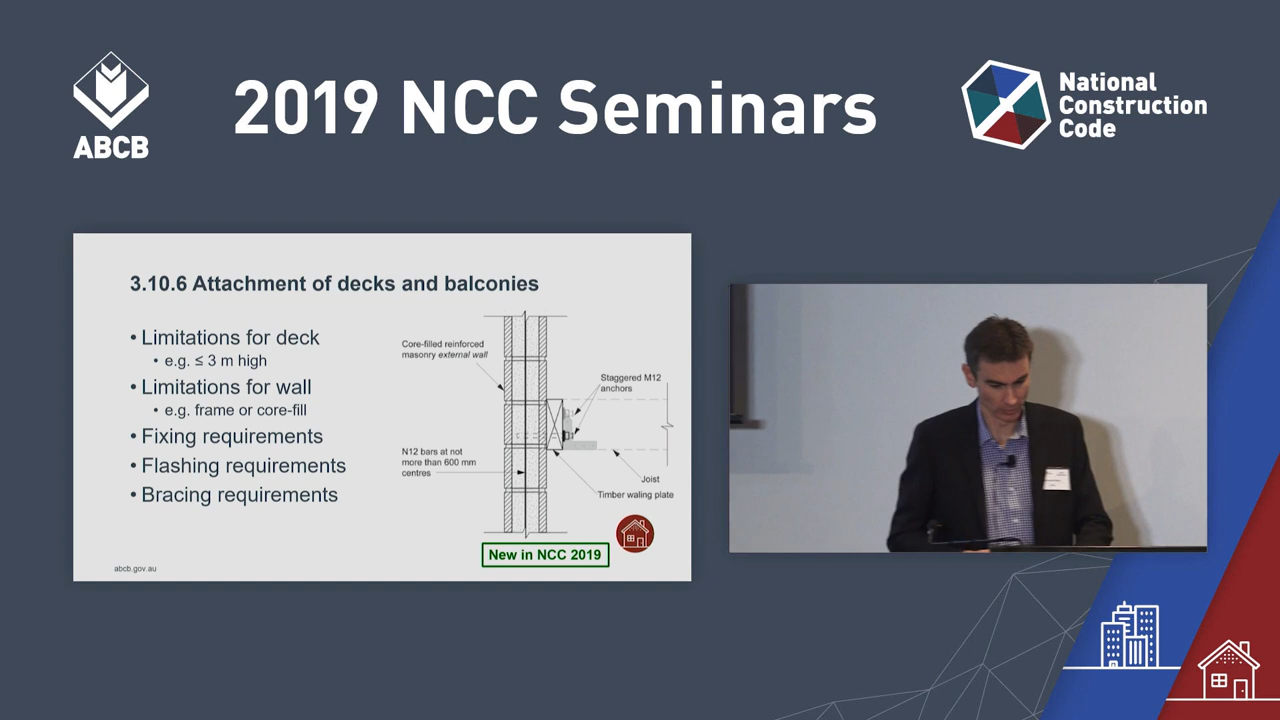 ABCB
2019 NCC Seminars
National
Construction
Code
3.10.6 Attachment of decks and balconies
• Limitations for deck
• e.g. ≤ 3 m high
• Limitations for wall
• e.g. frame or core-fill
• Fixing requirements
• Flashing requirements
• Bracing requirements
Core-filled reinforced
masonry external wall
Staggered M12
anchors
N12 bars at not
more than 600 mm
centres
Joist
Timber waling plate
New in NCC 2019
abcb.gov.au